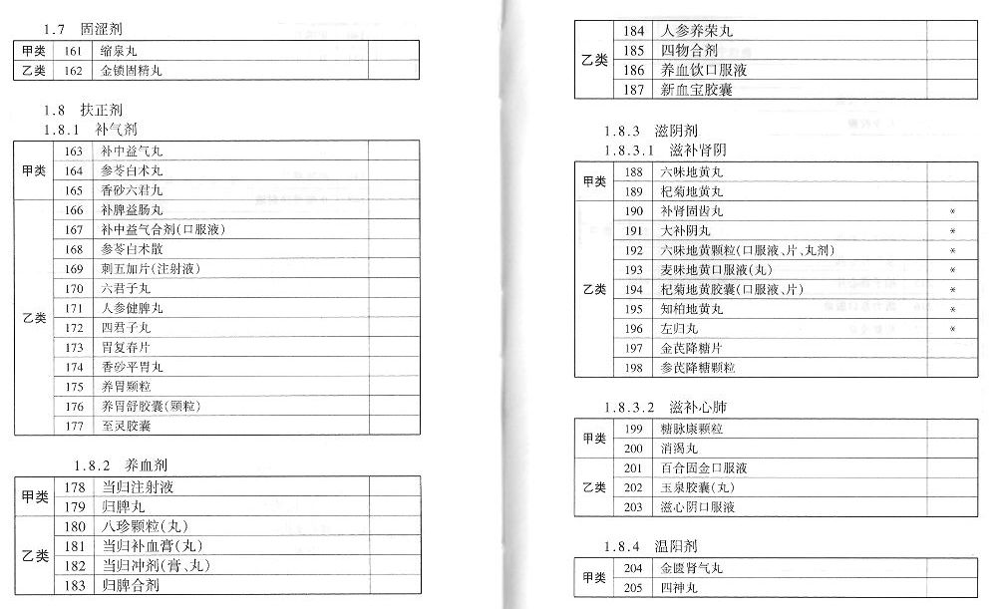 1.7 固涩剂
甲类 161 缩泉丸
乙类 162 金锁固精丸
1.8 扶正剂
1.8.1 补气剂
163 补中益气丸
甲类 164 参苓白术丸
165 香砂六君丸
166 补脾益肠丸
167 补中益气合剂(口服液)
168 参苓白术散
169 刺五加片(注射液)
170 六君子丸
171 人参健脾丸
乙类 172 四君子丸
173 胃复春片
174 香砂平胃丸
175 养胃颗粒
176 养胃舒胶囊(颗粒)
177 至灵胶囊
1.8.2 养血剂
甲类 178 当归注射液
179 归脾丸
180 八珍颗粒(丸)
乙类 181 当归补血膏(丸)
182 当归冲剂(膏、丸)
183 归脾合剂
184 人参养荣丸
乙类 185 四物合剂
186 养血饮口服液
187 新血宝胶囊
1.8.3 滋阴剂
1.8.3.1 滋补肾阴
甲类 188 六味地黄丸
189 杞菊地黄丸
190 补肾固齿丸 *
191 大补阴丸 *
192 六味地黄颗粒(口服液、片、丸剂) *
193 麦味地黄口服液(丸) *
乙类 194 杞菊地黄胶囊(口服液、片) *
195 知柏地黄丸 *
196 左归丸 *
197 金芪降糖片
198 参芪降糖颗粒
1.8.3.2 滋补心肺
甲类 199 糖脉康颗粒
200 消渴丸
201 百合固金口服液
乙类 202 玉泉胶囊(丸)
203 滋心阴口服液
1.8.4 温阳剂
甲类 204 金匮肾气丸
205 四神丸